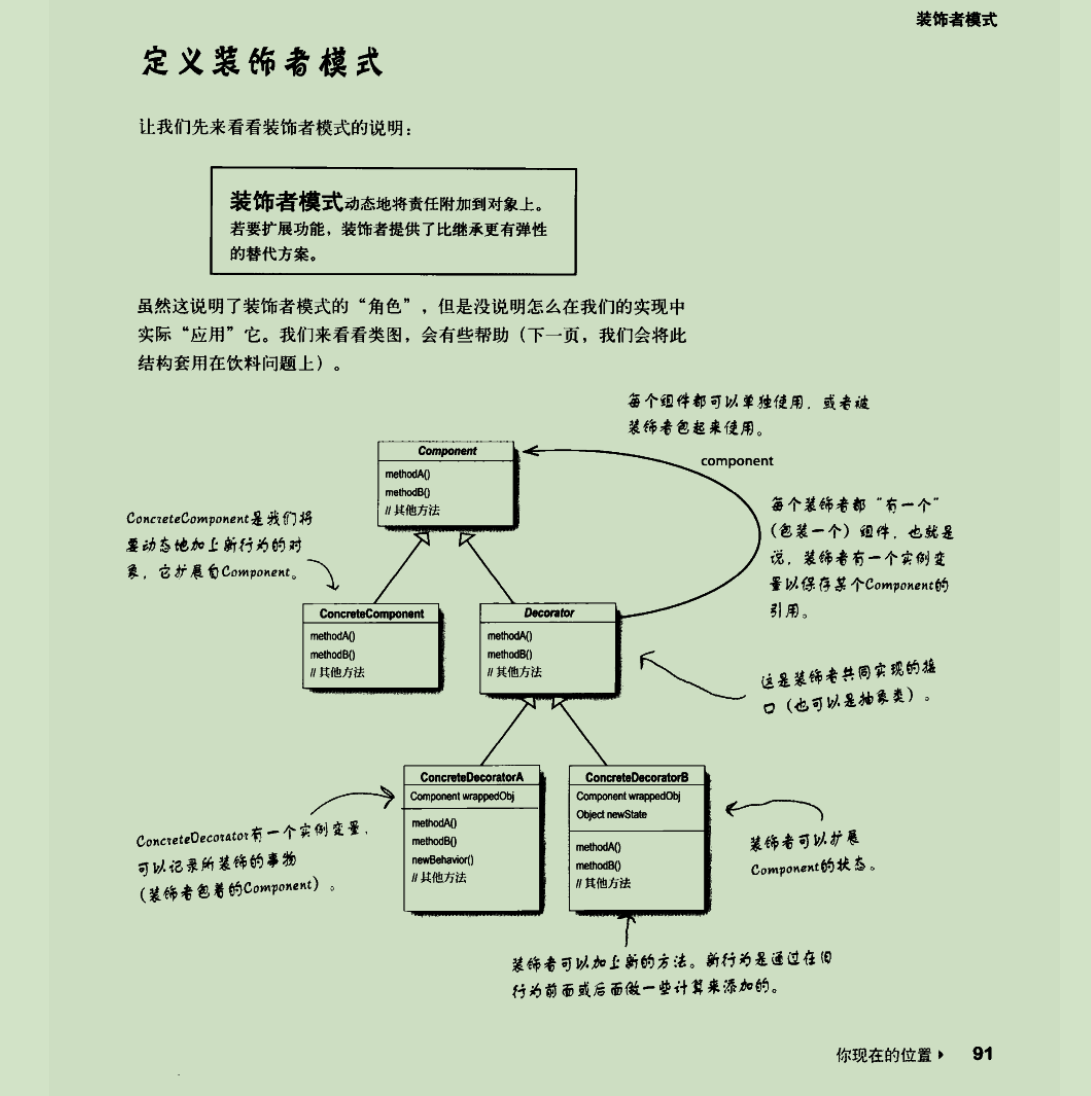 装饰者模式
定义装饰者模式
让我们先来看看装饰者模式的说明：
装饰者模式动态地将责任附加到对象上。
若要扩展功能，装饰者提供了比继承更有弹性
的替代方案。
虽然这说明了装饰者模式的“角色”，但是没说明怎么在我们的实现中
实际“应用”它。我们来看看类图，会有些帮助（下一页，我们会将此
结构套用在饮料问题上）。
每个组件都可以单独使用，或者被
装饰者包起来使用。
component
Component
methodA()
methodB()
// 其他方法
每个装饰者都“有一个”
（包装一个）组件，也就是
说，装饰者有一个实例变
量以保存某个Component的
引用。
ConcreteComponent是我们将
要动态地加上新行为的对
象，它扩展自Component。
ConcreteComponent
methodA()
methodB()
// 其他方法
Decorator
methodA()
methodB()
// 其他方法
这是装饰者共同实现的接
口（也可以是抽象类）。
ConcreteDecoratorA
Component wrappedObj
methodA()
methodB()
newBehavior()
// 其他方法
ConcreteDecoratorB
Component wrappedObj
Object newState
methodA()
methodB()
// 其他方法
ConcreteDecorator有一个实例变量，
可以记录所装饰的事物
（装饰者包着的Component）。
装饰者可以扩展
Component的状态。
装饰者可以加上新的方法。新行为是通过在旧
行为前面或后面做一些计算来添加的。
你现在的位置 91